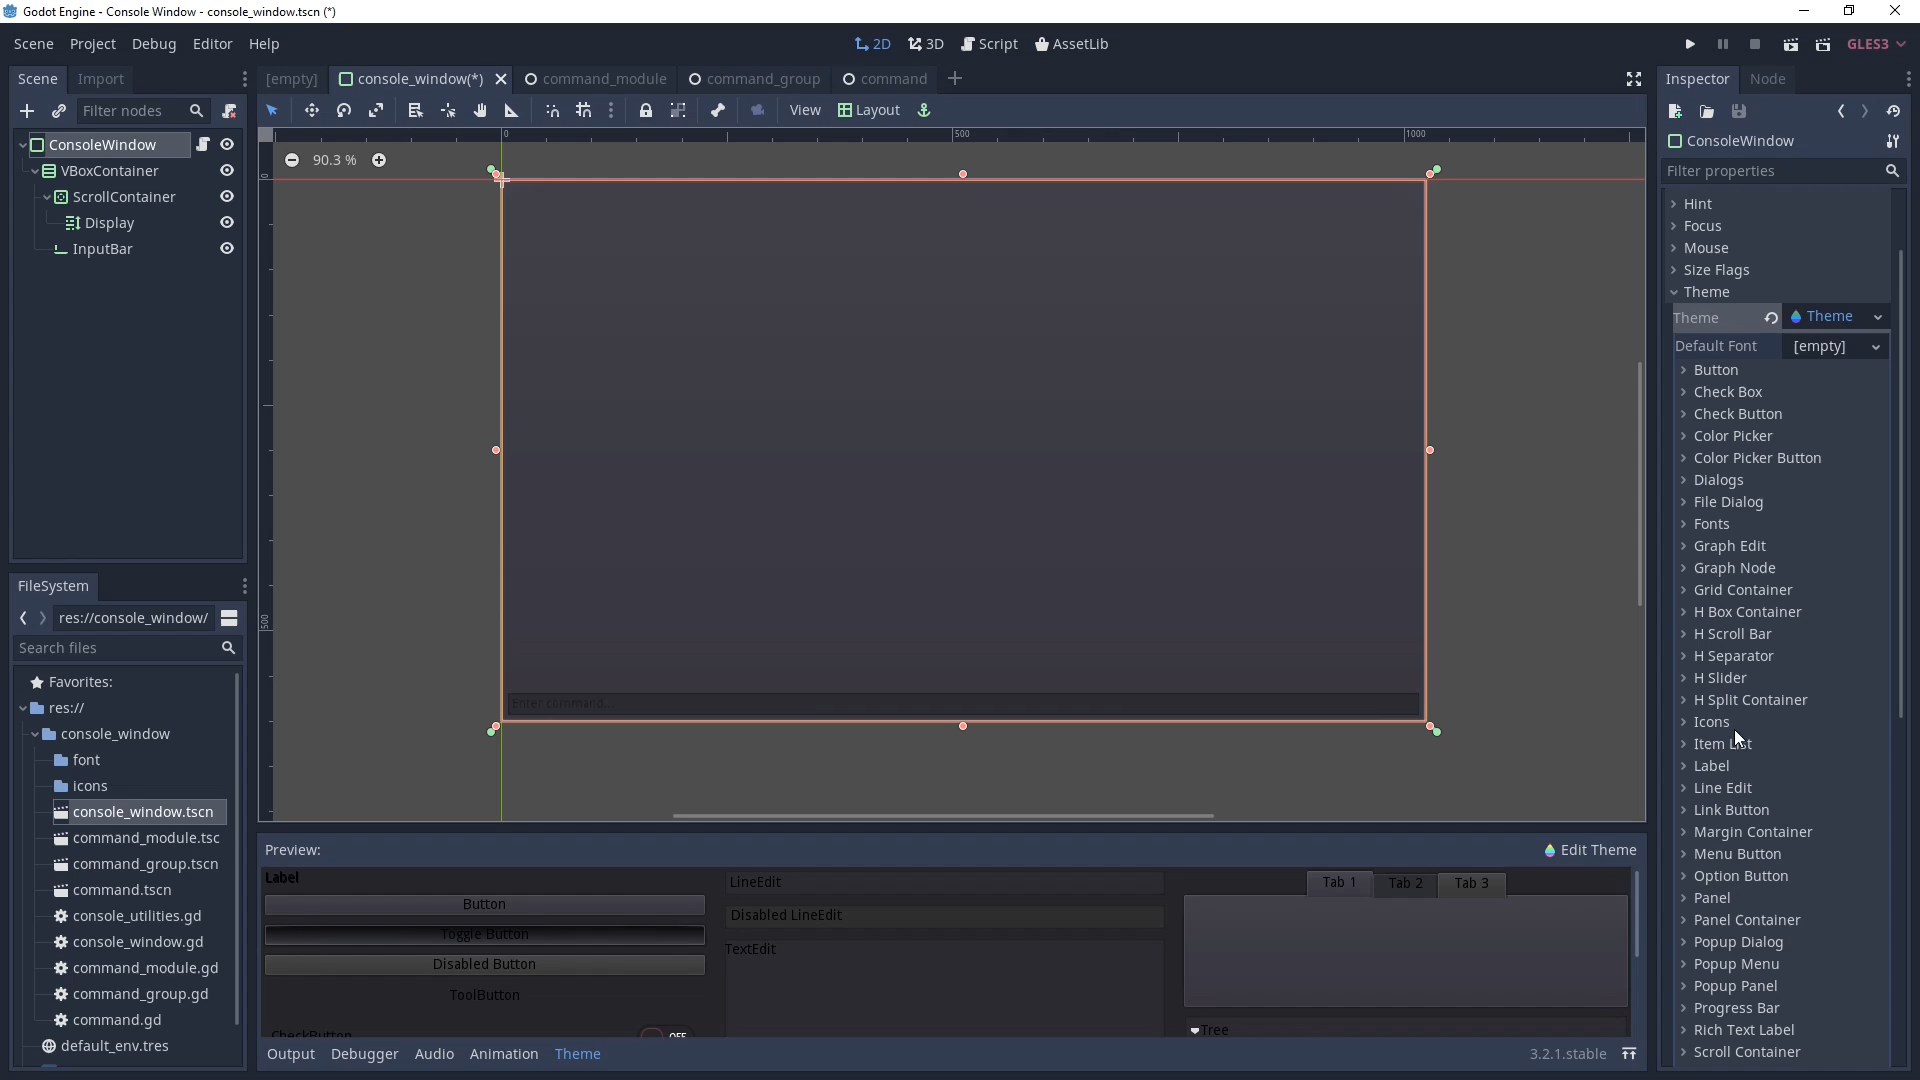 Godot Engine - Console Window - console_window.tscn (*)
Scene Project Debug Editor Help
2D 3D Script AssetLib
GLES3
Scene Import
Filter nodes
ConsoleWindow
VBoxContainer
ScrollContainer
Display
InputBar
FileSystem
res://console_window/
Search files
Favorites:
res://
console_window
font
icons
console_window.tscn
command_module.tsc
command_group.tscn
command.tscn
console_utilities.gd
console_window.gd
command_module.gd
command_group.gd
command.gd
default_env.tres
[empty] console_window(*) command_module command_group command
View Layout
0 500 1000
0
500
90.3 %
Enter command...
Preview:
Edit Theme
Label
Button
Toggle Button
Disabled Button
ToolButton
CheckButton OFF
LineEdit
Disabled LineEdit
TextEdit
Tab 1 Tab 2 Tab 3
Tree
Output Debugger Audio Animation Theme
3.2.1.stable
Inspector Node
ConsoleWindow
Filter properties
Hint
Focus
Mouse
Size Flags
Theme
Theme Theme
Default Font [empty]
Button
Check Box
Check Button
Color Picker
Color Picker Button
Dialogs
File Dialog
Fonts
Graph Edit
Graph Node
Grid Container
H Box Container
H Scroll Bar
H Separator
H Slider
H Split Container
Icons
Item List
Label
Line Edit
Link Button
Margin Container
Menu Button
Option Button
Panel
Panel Container
Popup Dialog
Popup Menu
Popup Panel
Progress Bar
Rich Text Label
Scroll Container